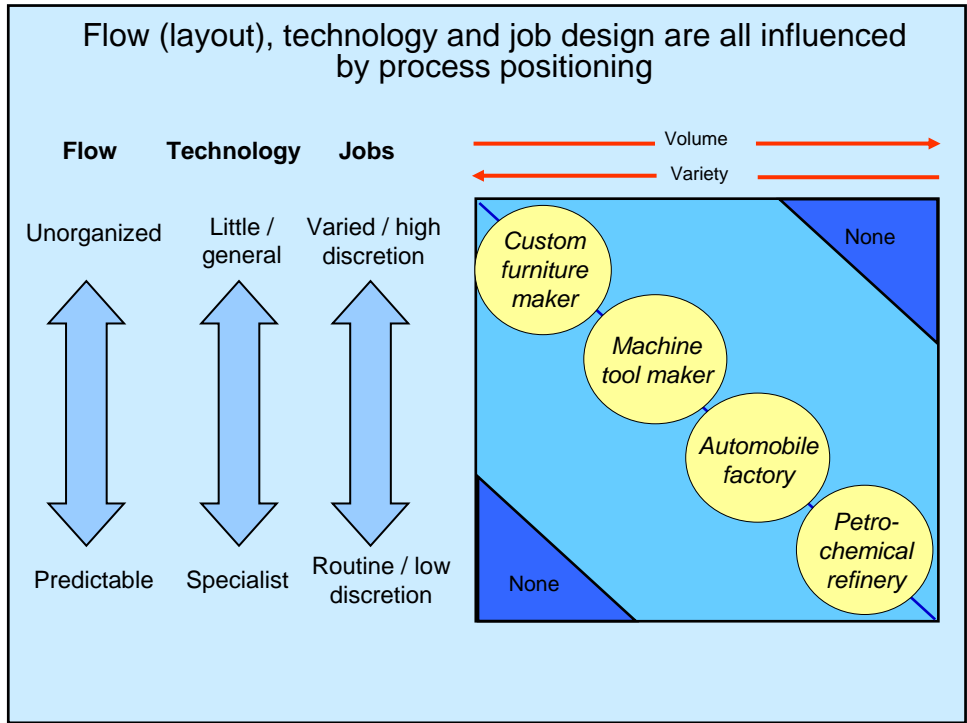 Flow (layout), technology and job design are all influenced
by process positioning
Flow
Technology
Jobs
Volume
Variety
Unorganized
Little /
general
Varied / high
discretion
Custom
furniture
maker
None
Machine
tool maker
Automobile
factory
Petro-
chemical
refinery
None
Predictable
Specialist
Routine / low
discretion